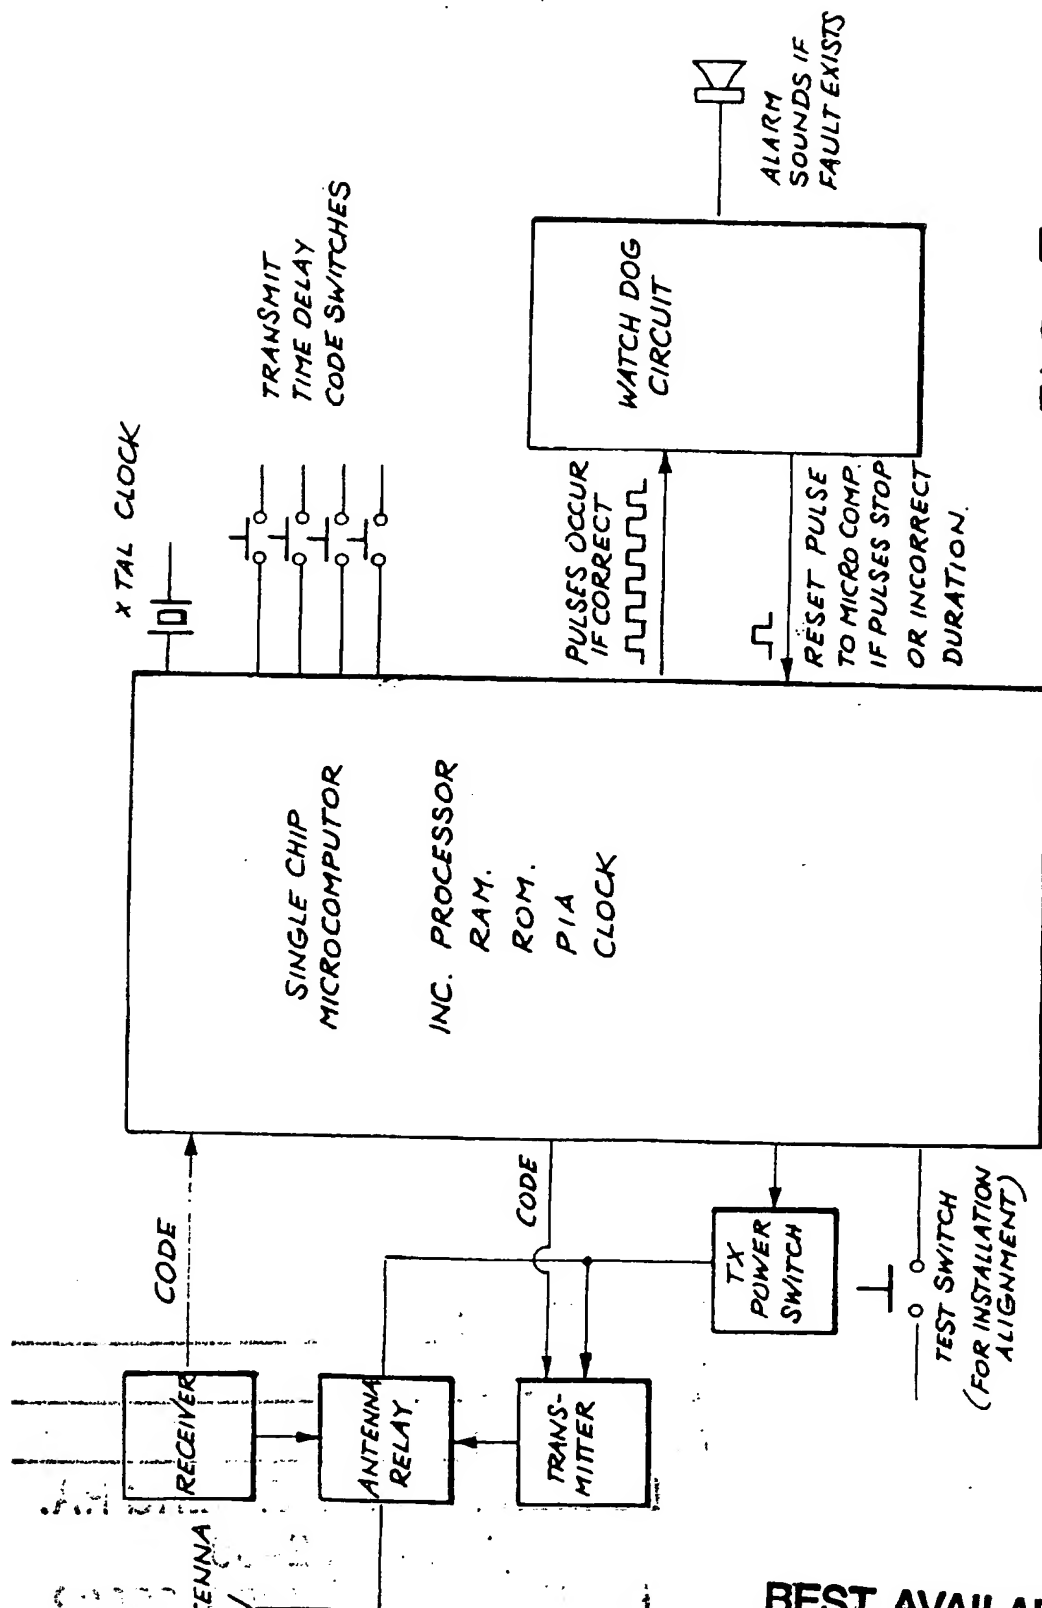 X TAL CLOCK
TRANSMIT
TIME DELAY
CODE SWITCHES
ALARM
SOUNDS IF
FAULT EXISTS
WATCH DOG
CIRCUIT
PULSES OCCUR
IF CORRECT
RESET PULSE
TO MICRO COMP.
IF PULSES STOP
OR INCORRECT
DURATION.
SINGLE CHIP
MICROCOMPUTOR
INC. PROCESSOR
RAM.
ROM.
PIA
CLOCK
CODE
CODE
RECEIVER
ANTENNA
RELAY.
TRANS-
MITTER
TX
POWER
SWITCH
TEST SWITCH
(FOR INSTALLATION
ALIGNMENT)
BEST